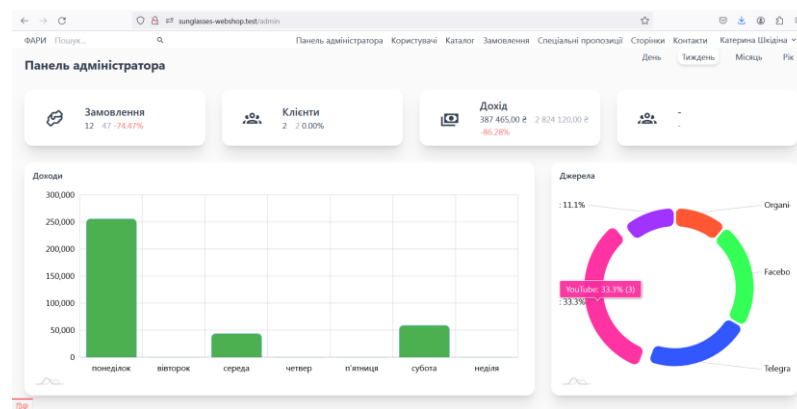 sunglasses-webshop.test/admin
ФАРИ Пошук... Панель адміністратора Користувачі Каталог Замовлення Спеціальні пропозиції Сторінки Контакти Катерина Шкідіна
Панель адміністратора
День Тиждень Місяць Рік
Замовлення
12 47 -74.47%
Клієнти
2 2 0.00%
Дохід
387 465,00 ₴ 2 824 120,00 ₴
-86.28%
-
-
Доходи
300,000
250,000
200,000
150,000
100,000
50,000
0
понеділок вівторок середа четвер п'ятниця субота неділя
Джерела
: 11.1%
Organi
Facebo
YouTube: 33.3% (3)
: 33.3%
Telegra